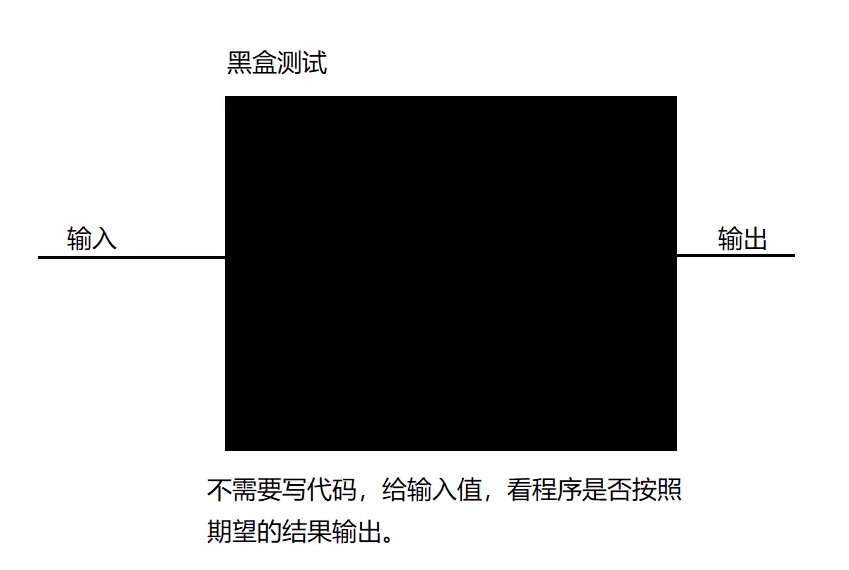 黑盒测试
输入
输出
不需要写代码，给输入值，看程序是否按照
期望的结果输出。